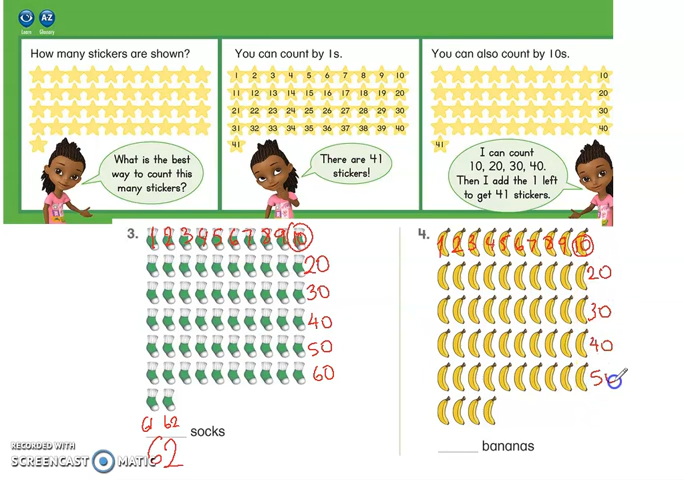 Learn
Glossary
How many stickers are shown?
What is the best
way to count this
many stickers?
You can count by 1s.
1 2 3 4 5 6 7 8 9 10
11 12 13 14 15 16 17 18 19 20
21 22 23 24 25 26 27 28 29 30
31 32 33 34 35 36 37 38 39 40
41
There are 41
stickers!
You can also count by 10s.
10
20
30
40
41
I can count
10, 20, 30, 40.
Then I add the 1 left
to get 41 stickers.
3.
1 2 3 4 5 6 7 8 9 10
20
30
40
50
60
61 62
____ socks
62
4.
1 2 3 4 5 6 7 8 9 10
20
30
40
50
____ bananas
RECORDED WITH
SCREENCAST MATIC